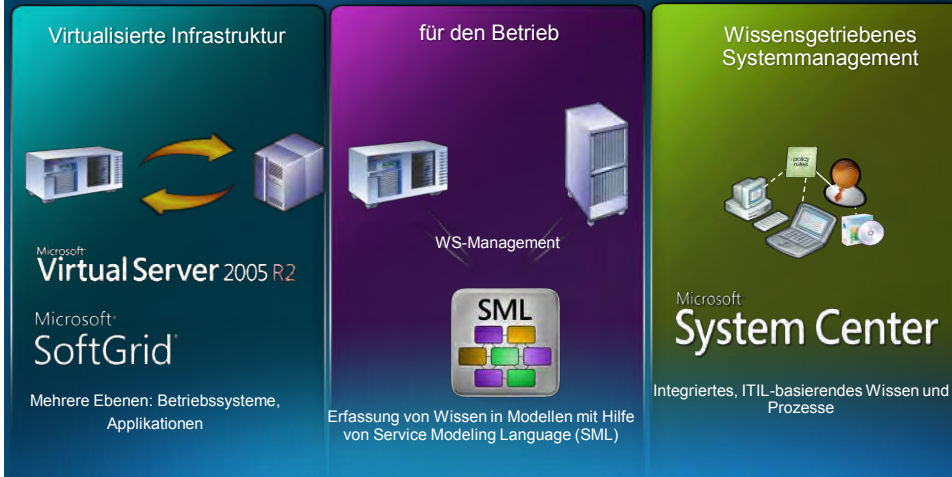 Virtualisierte Infrastruktur
Microsoft
Virtual Server 2005 R2
Microsoft
SoftGrid
Mehrere Ebenen: Betriebssysteme,
Applikationen
für den Betrieb
WS-Management
SML
Erfassung von Wissen in Modellen mit Hilfe
von Service Modeling Language (SML)
Wissensgetriebenes
Systemmanagement
policy
rules
Microsoft
System Center
Integriertes, ITIL-basierendes Wissen und
Prozesse